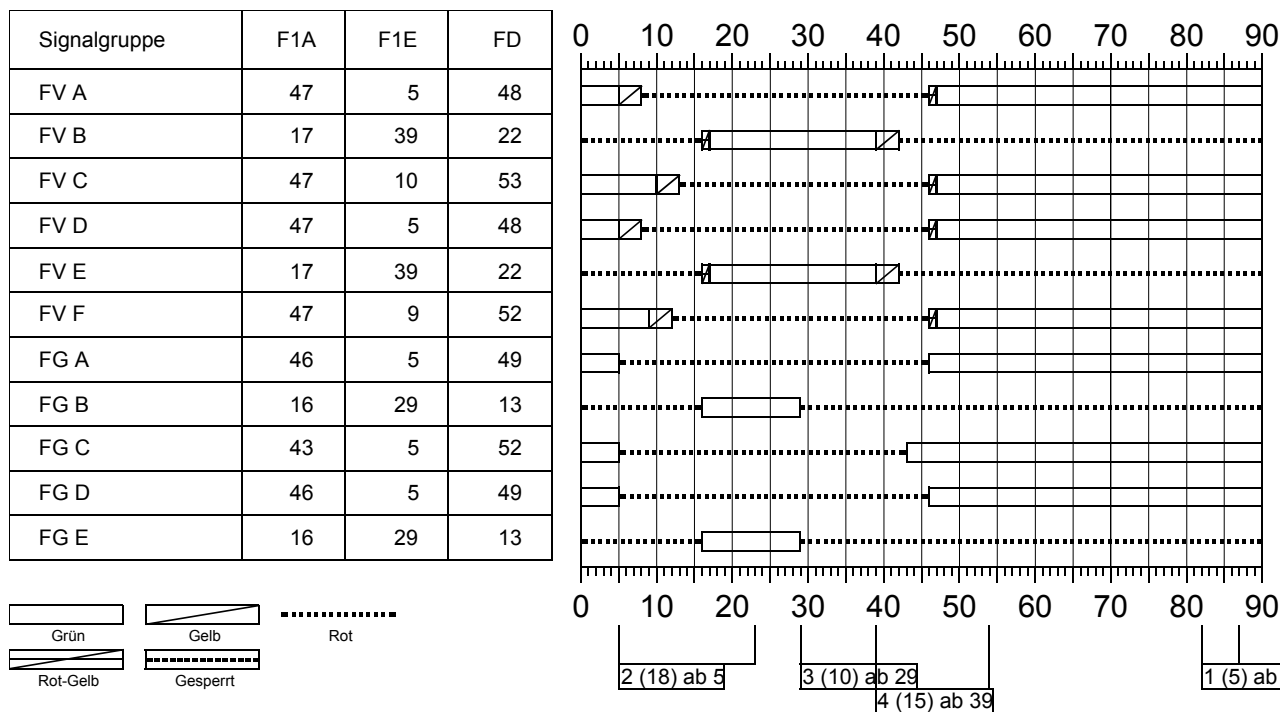 Signalgruppe F1A F1E FD
0 10 20 30 40 50 60 70 80 90
FV A 47 5 48
FV B 17 39 22
FV C 47 10 53
FV D 47 5 48
FV E 17 39 22
FV F 47 9 52
FG A 46 5 49
FG B 16 29 13
FG C 43 5 52
FG D 46 5 49
FG E 16 29 13
0 10 20 30 40 50 60 70 80 90
Grün Gelb Rot
Rot-Gelb Gesperrt
2 (18) ab 5 3 (10) ab 29 1 (5) ab
4 (15) ab 39